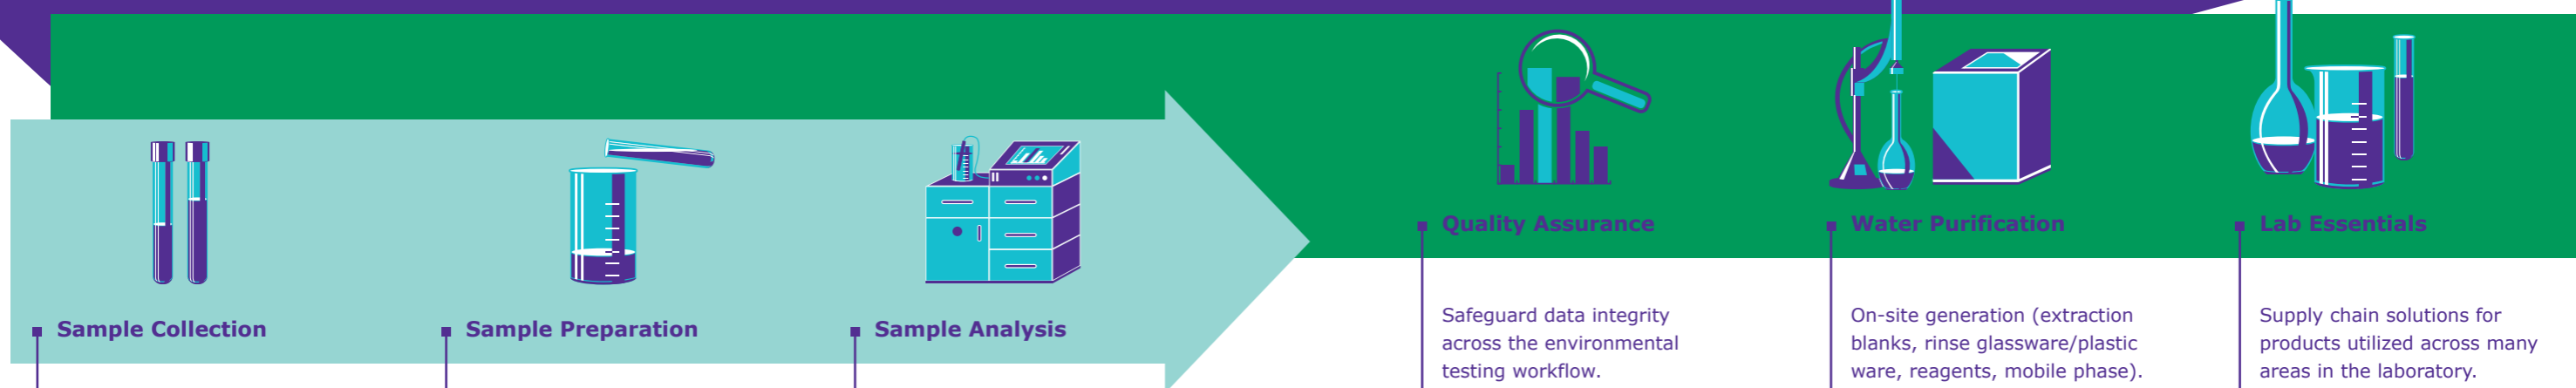 Sample Collection
Sample Preparation
Sample Analysis
Quality Assurance
Safeguard data integrity
across the environmental
testing workflow.
Water Purification
On-site generation (extraction
blanks, rinse glassware/plastic
ware, reagents, mobile phase).
Lab Essentials
Supply chain solutions for
products utilized across many
areas in the laboratory.